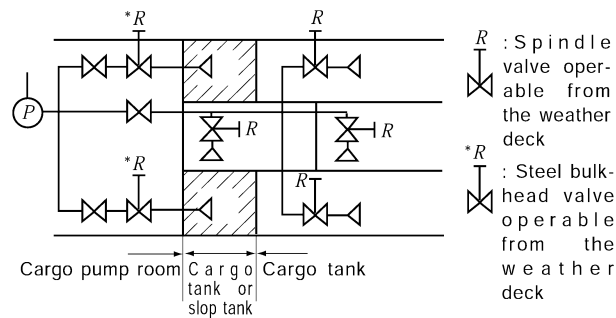 *R
R
P
R
R
*R
R
Cargo pump room
Cargo
tank or
slop tank
Cargo tank
R
: Spindle
valve oper-
able from
the weather
deck
*R
: Steel bulk-
head valve
operable
from the
weather
deck